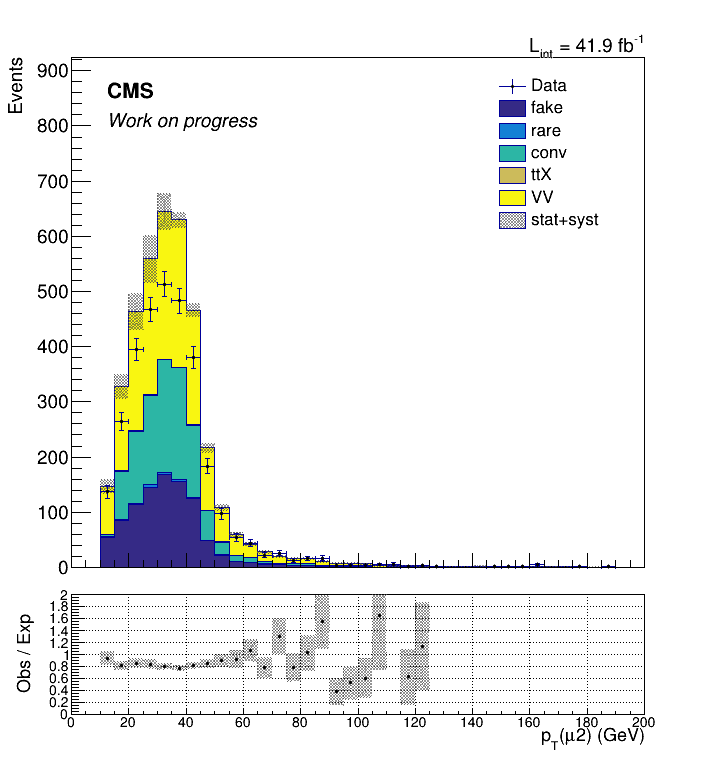 L_int = 41.9 fb^-1
Events
900
800
700
600
500
400
300
200
100
0
CMS
Work on progress
Data
fake
rare
conv
ttX
VV
stat+syst
Obs / Exp
2
1.8
1.6
1.4
1.2
1
0.8
0.6
0.4
0.2
0
0 20 40 60 80 100 120 140 160 180 200
p_T(μ2) (GeV)